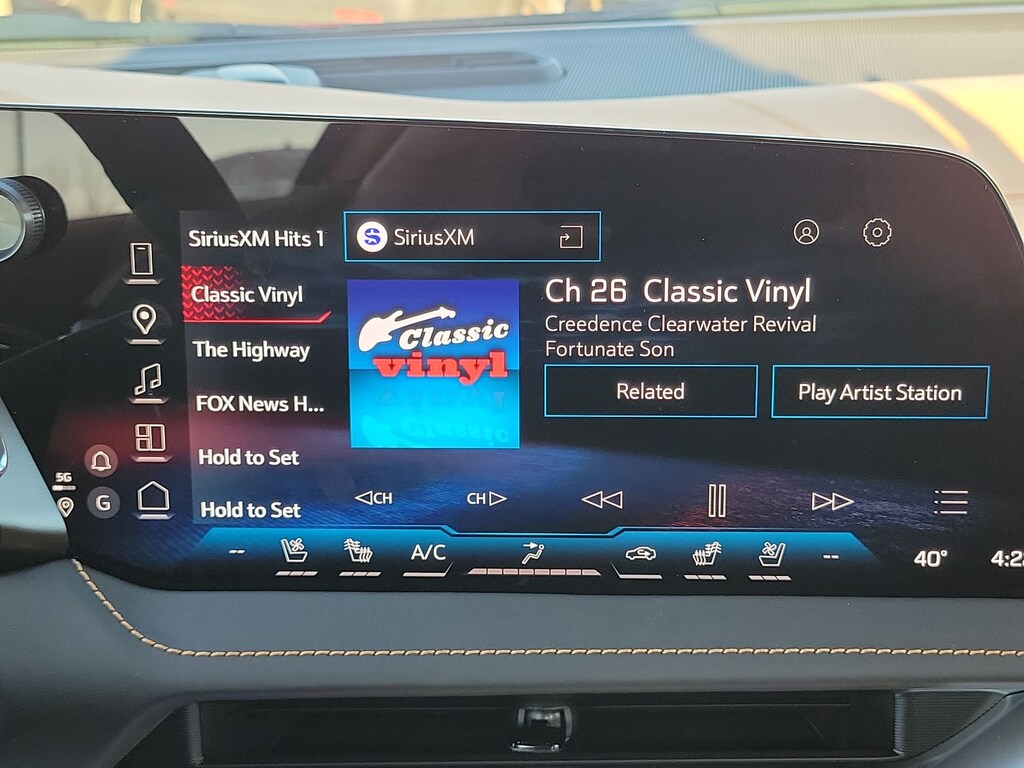 SiriusXM Hits 1
Classic Vinyl
The Highway
FOX News H...
Hold to Set
Hold to Set
SiriusXM
Classic
vinyl
Ch 26 Classic Vinyl
Creedence Clearwater Revival
Fortunate Son
Related
Play Artist Station
CH
CH
5G
G
--
A/C
--
40°
4:2